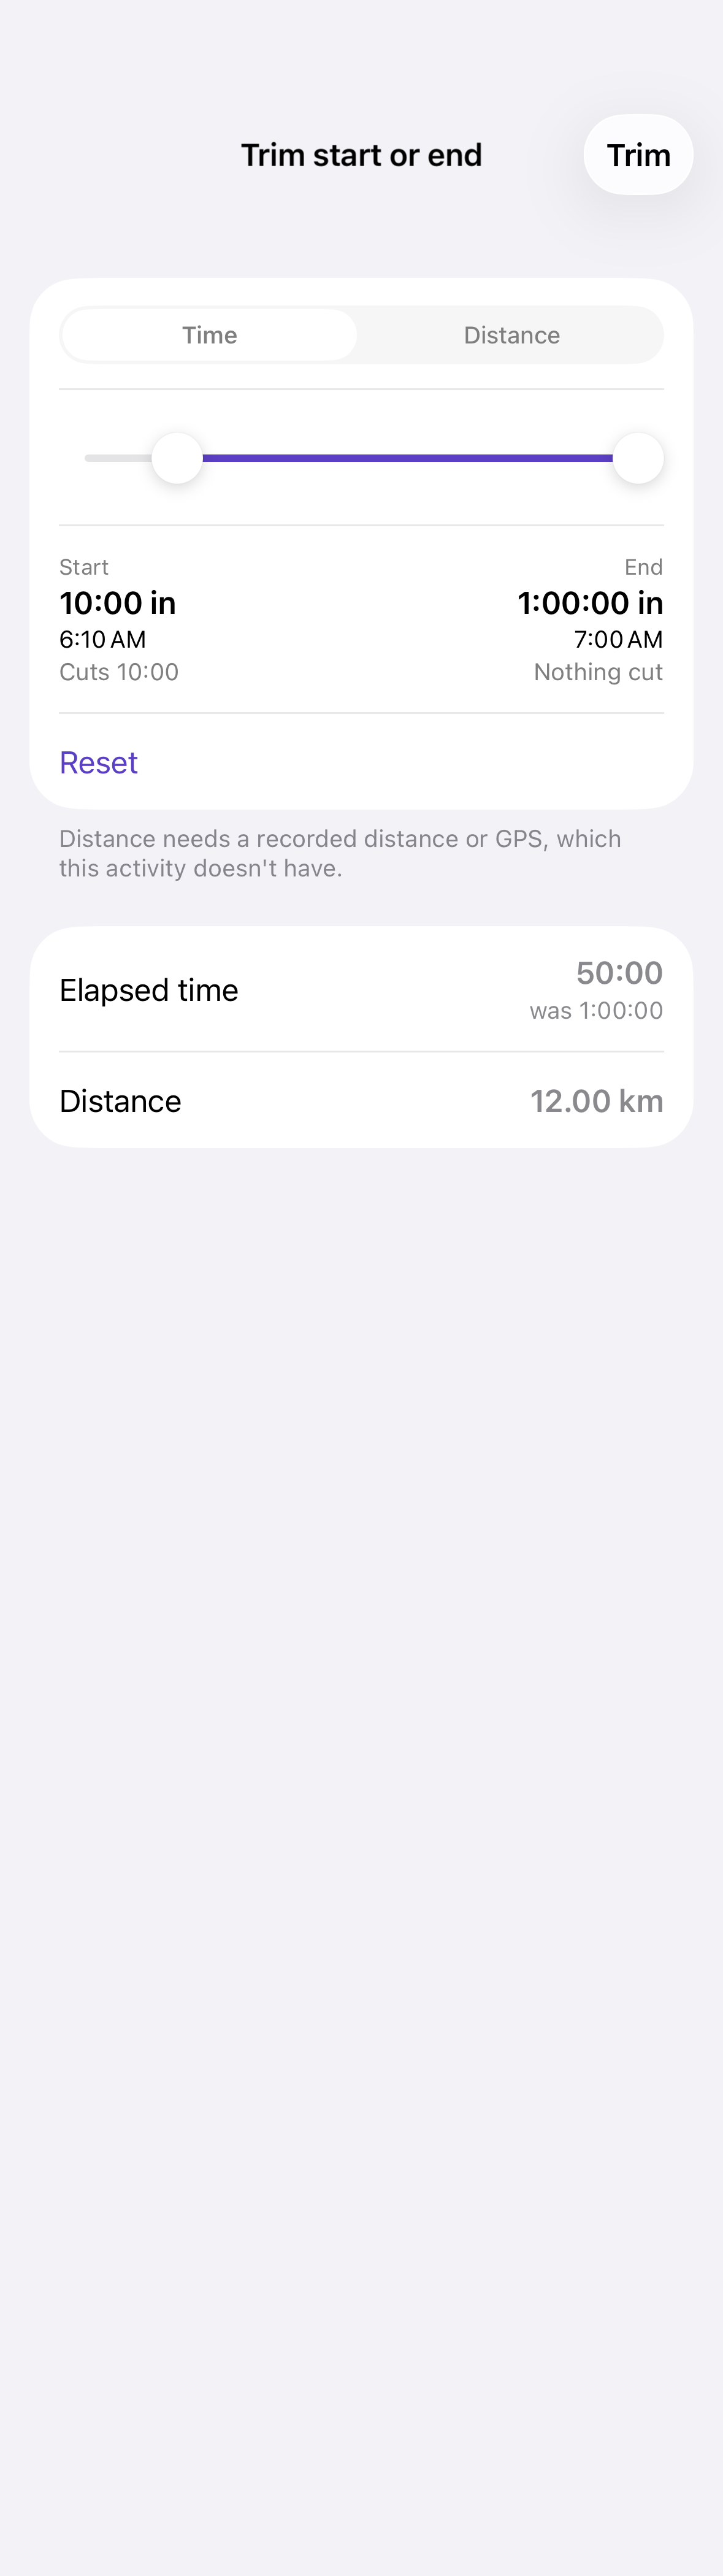 Trim start or end
Trim
Time
Distance
Start
End
10:00 in
1:00:00 in
6:10 AM
7:00 AM
Cuts 10:00
Nothing cut
Reset
Distance needs a recorded distance or GPS, which
this activity doesn't have.
Elapsed time
50:00
was 1:00:00
Distance
12.00 km